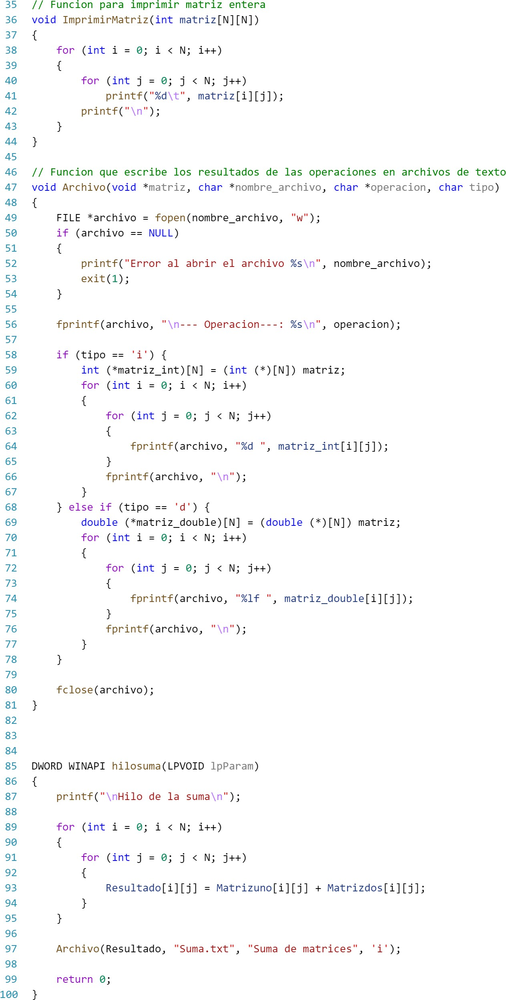 35 // Funcion para imprimir matriz entera
36 void ImprimirMatriz(int matriz[N][N])
37 {
38     for (int i = 0; i < N; i++)
39     {
40         for (int j = 0; j < N; j++)
41             printf("%d\t", matriz[i][j]);
42         printf("\n");
43     }
44 }
45
46 // Funcion que escribe los resultados de las operaciones en archivos de texto
47 void Archivo(void *matriz, char *nombre_archivo, char *operacion, char tipo)
48 {
49     FILE *archivo = fopen(nombre_archivo, "w");
50     if (archivo == NULL)
51     {
52         printf("Error al abrir el archivo %s\n", nombre_archivo);
53         exit(1);
54     }
55
56     fprintf(archivo, "\n--- Operacion---: %s\n", operacion);
57
58     if (tipo == 'i') {
59         int (*matriz_int)[N] = (int (*)[N]) matriz;
60         for (int i = 0; i < N; i++)
61         {
62             for (int j = 0; j < N; j++)
63             {
64                 fprintf(archivo, "%d ", matriz_int[i][j]);
65             }
66             fprintf(archivo, "\n");
67         }
68     } else if (tipo == 'd') {
69         double (*matriz_double)[N] = (double (*)[N]) matriz;
70         for (int i = 0; i < N; i++)
71         {
72             for (int j = 0; j < N; j++)
73             {
74                 fprintf(archivo, "%lf ", matriz_double[i][j]);
75             }
76             fprintf(archivo, "\n");
77         }
78     }
79
80     fclose(archivo);
81 }
82
83
84
85 DWORD WINAPI hilosuma(LPVOID lpParam)
86 {
87     printf("\nHilo de la suma\n");
88
89     for (int i = 0; i < N; i++)
90     {
91         for (int j = 0; j < N; j++)
92         {
93             Resultado[i][j] = Matrizuno[i][j] + Matrizdos[i][j];
94         }
95     }
96
97     Archivo(Resultado, "Suma.txt", "Suma de matrices", 'i');
98
99     return 0;
100 }